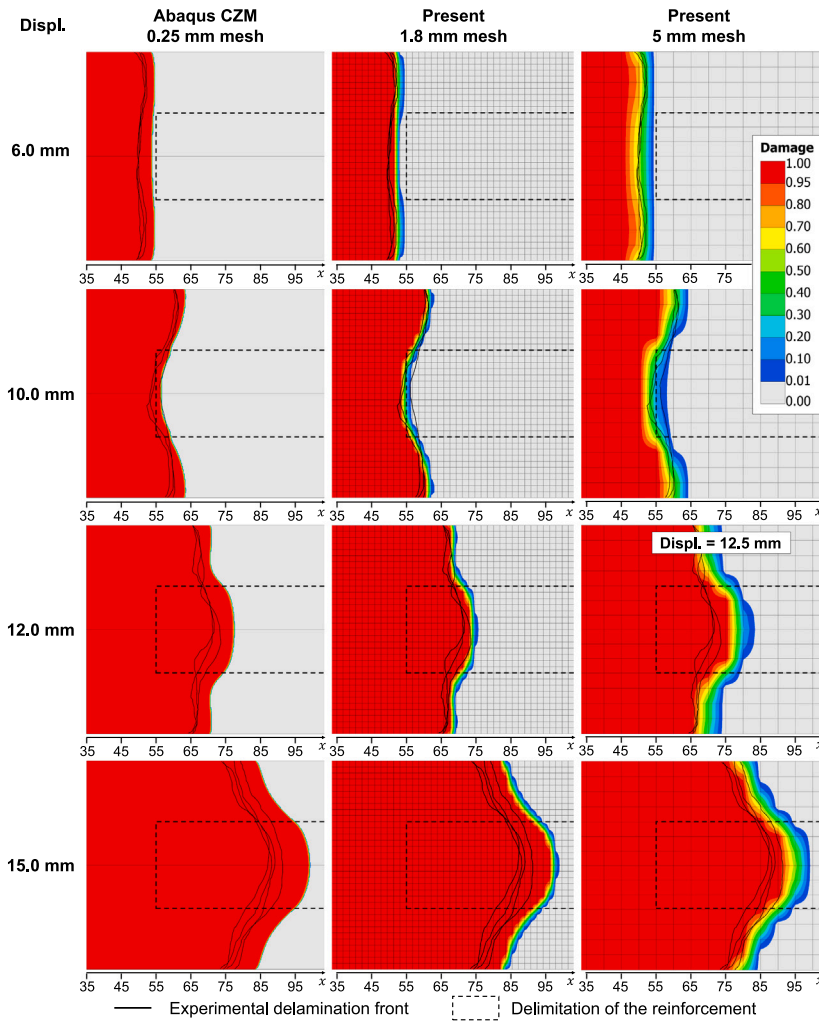 Displ.
Abaqus CZM
0.25 mm mesh
Present
1.8 mm mesh
Present
5 mm mesh
6.0 mm
Damage
1.00
0.95
0.80
0.70
0.60
0.50
0.40
0.30
0.20
0.10
0.01
0.00
35 45 55 65 75 85 95 x
35 45 55 65 75 85 95 x
35 45 55 65 75 85 95 x
10.0 mm
35 45 55 65 75 85 95 x
35 45 55 65 75 85 95 x
35 45 55 65 75 85 95 x
12.0 mm
Displ. = 12.5 mm
35 45 55 65 75 85 95 x
35 45 55 65 75 85 95 x
35 45 55 65 75 85 95 x
15.0 mm
35 45 55 65 75 85 95 x
35 45 55 65 75 85 95 x
35 45 55 65 75 85 95 x
Experimental delamination front
Delimitation of the reinforcement